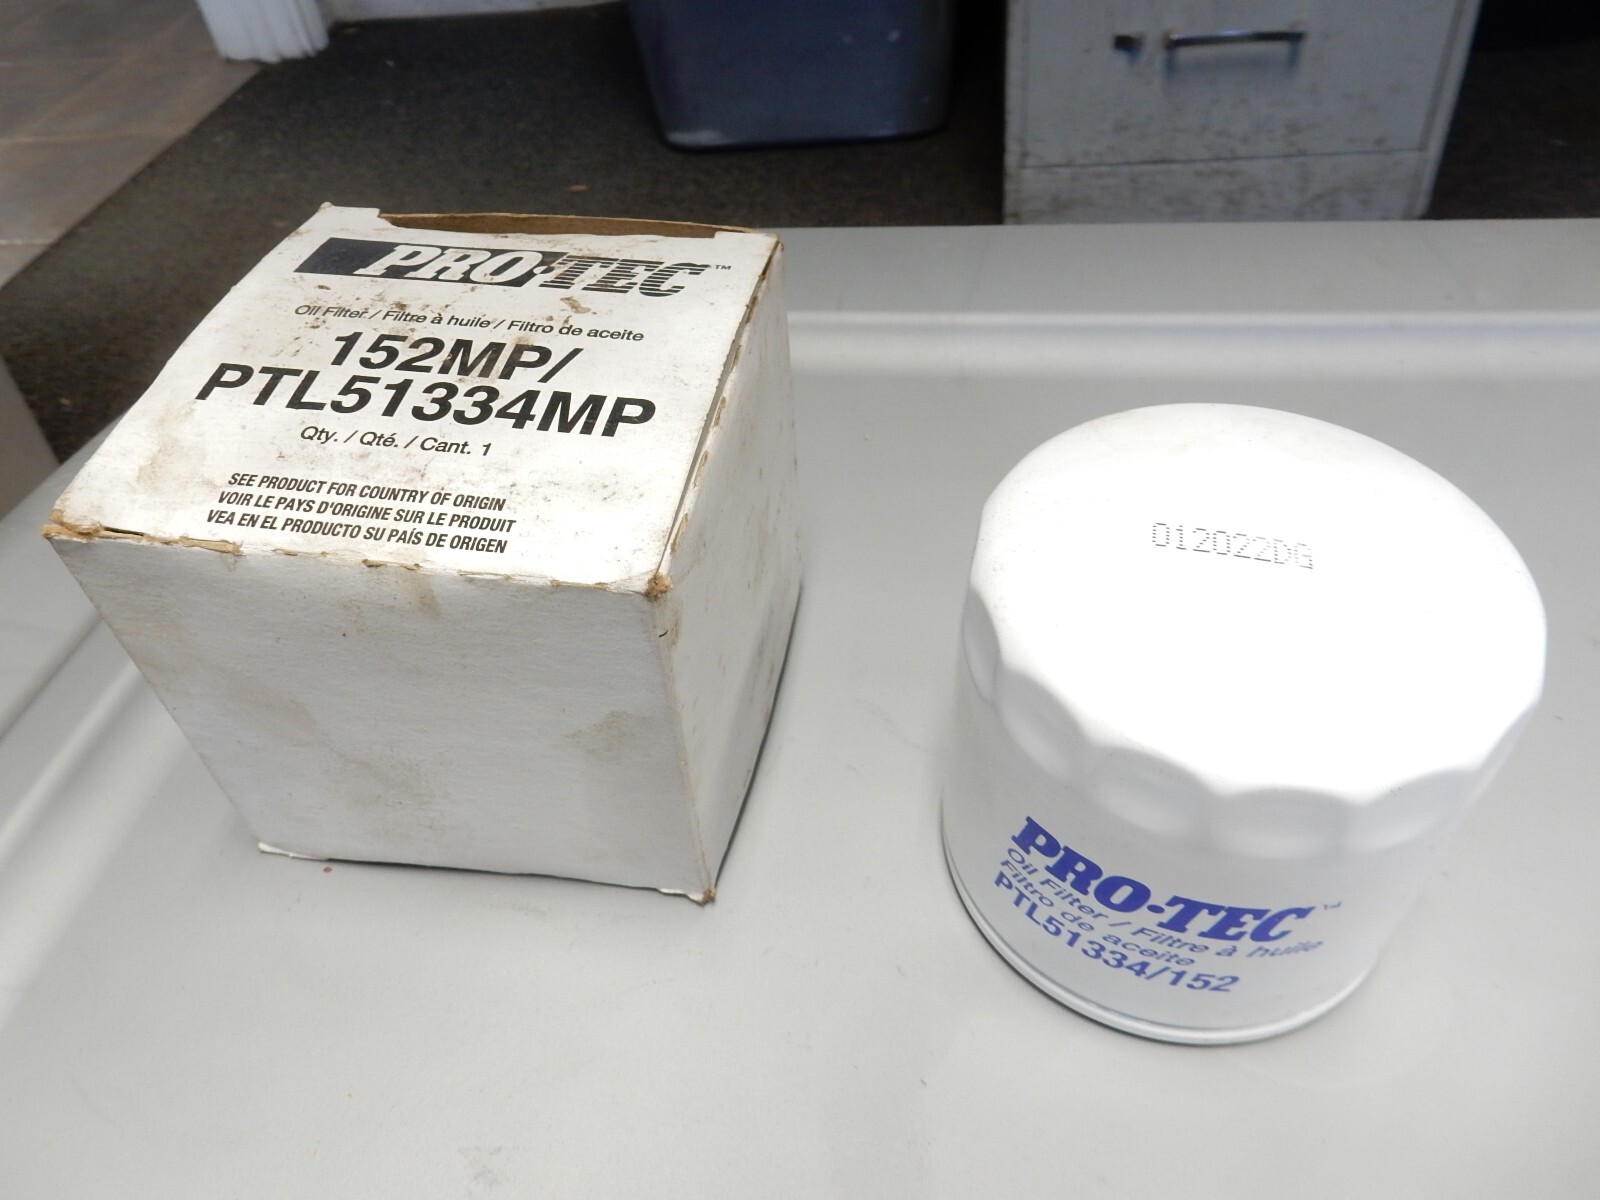 PRO•TEC™
Oil Filter / Filtre à huile / Filtro de aceite
152MP/
PTL51334MP
Qty. / Qté. / Cant. 1
SEE PRODUCT FOR COUNTRY OF ORIGIN
VOIR LE PAYS D'ORIGINE SUR LE PRODUIT
VEA EN EL PRODUCTO SU PAÍS DE ORIGEN
012022DG
PRO•TEC™
Oil Filter / Filtre à huile
Filtro de aceite
PTL51334/152